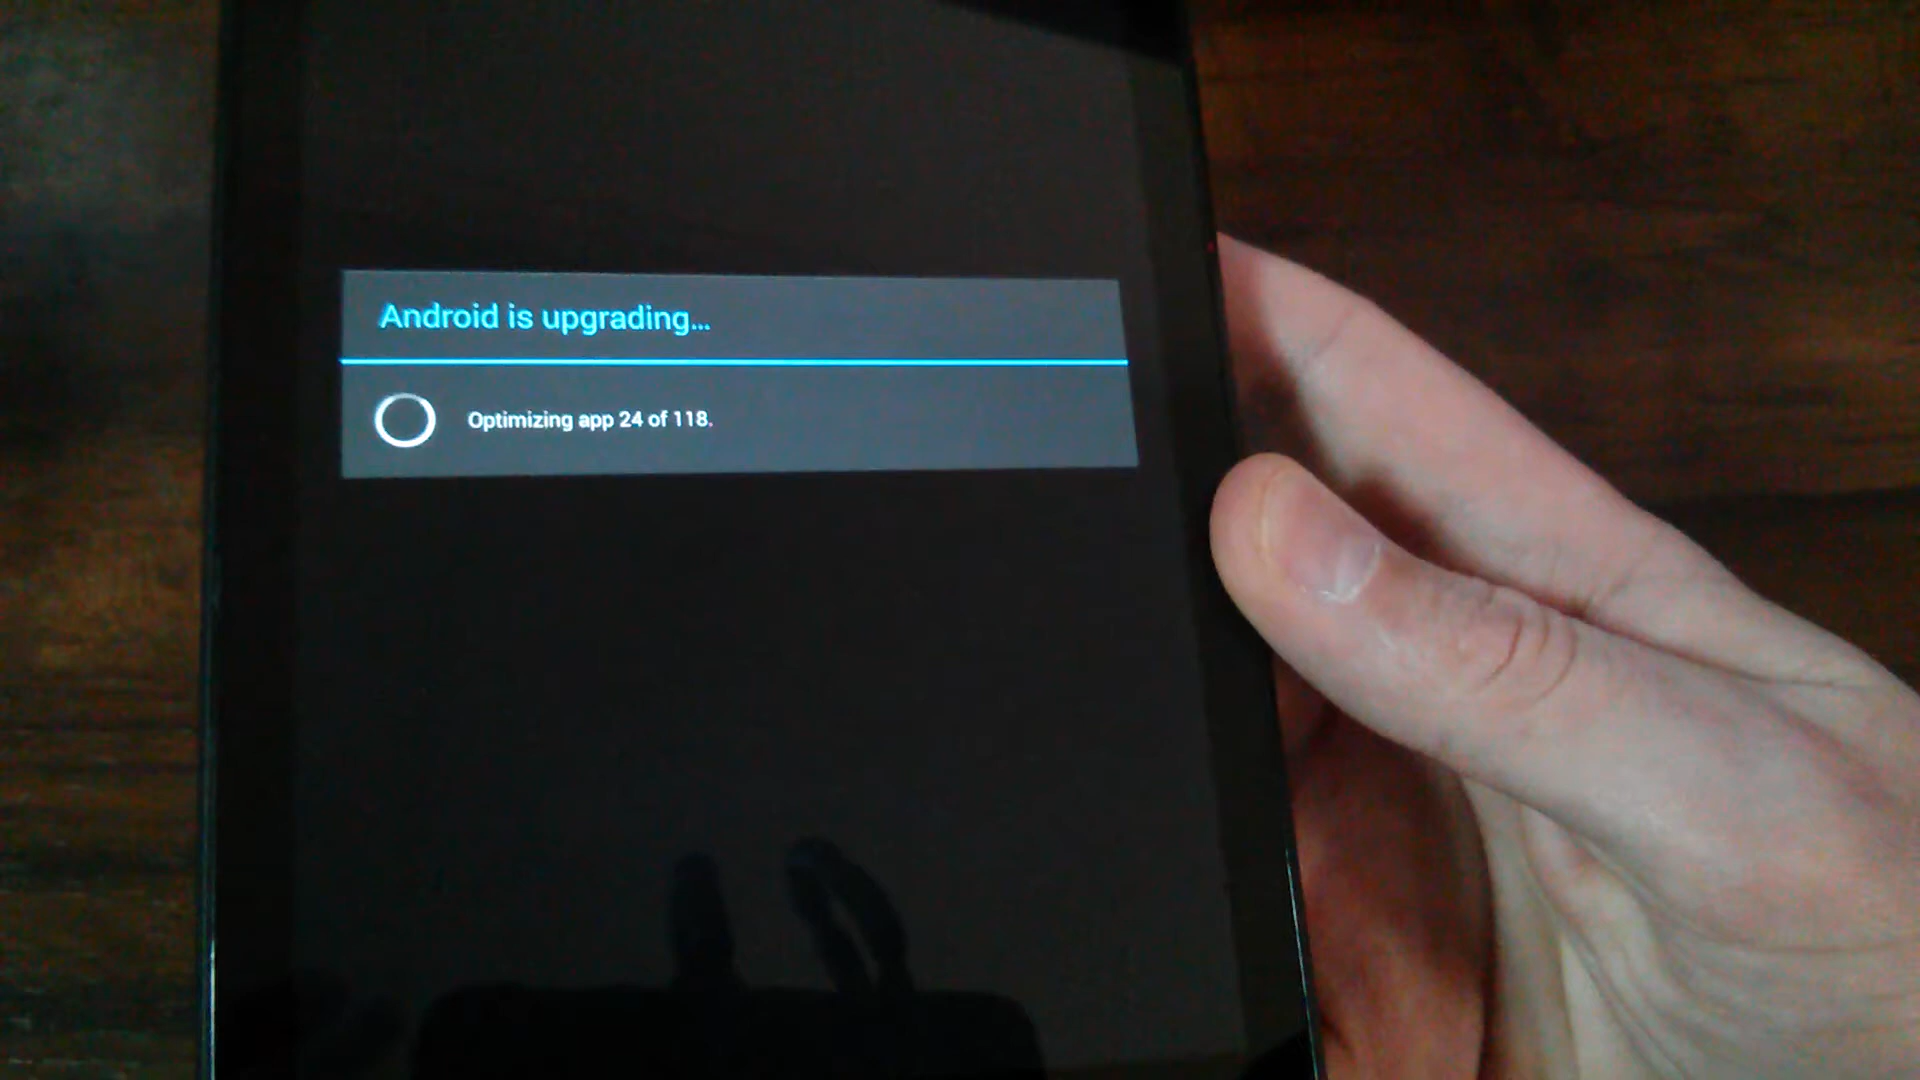 Android is upgrading...
Optimizing app 24 of 118.